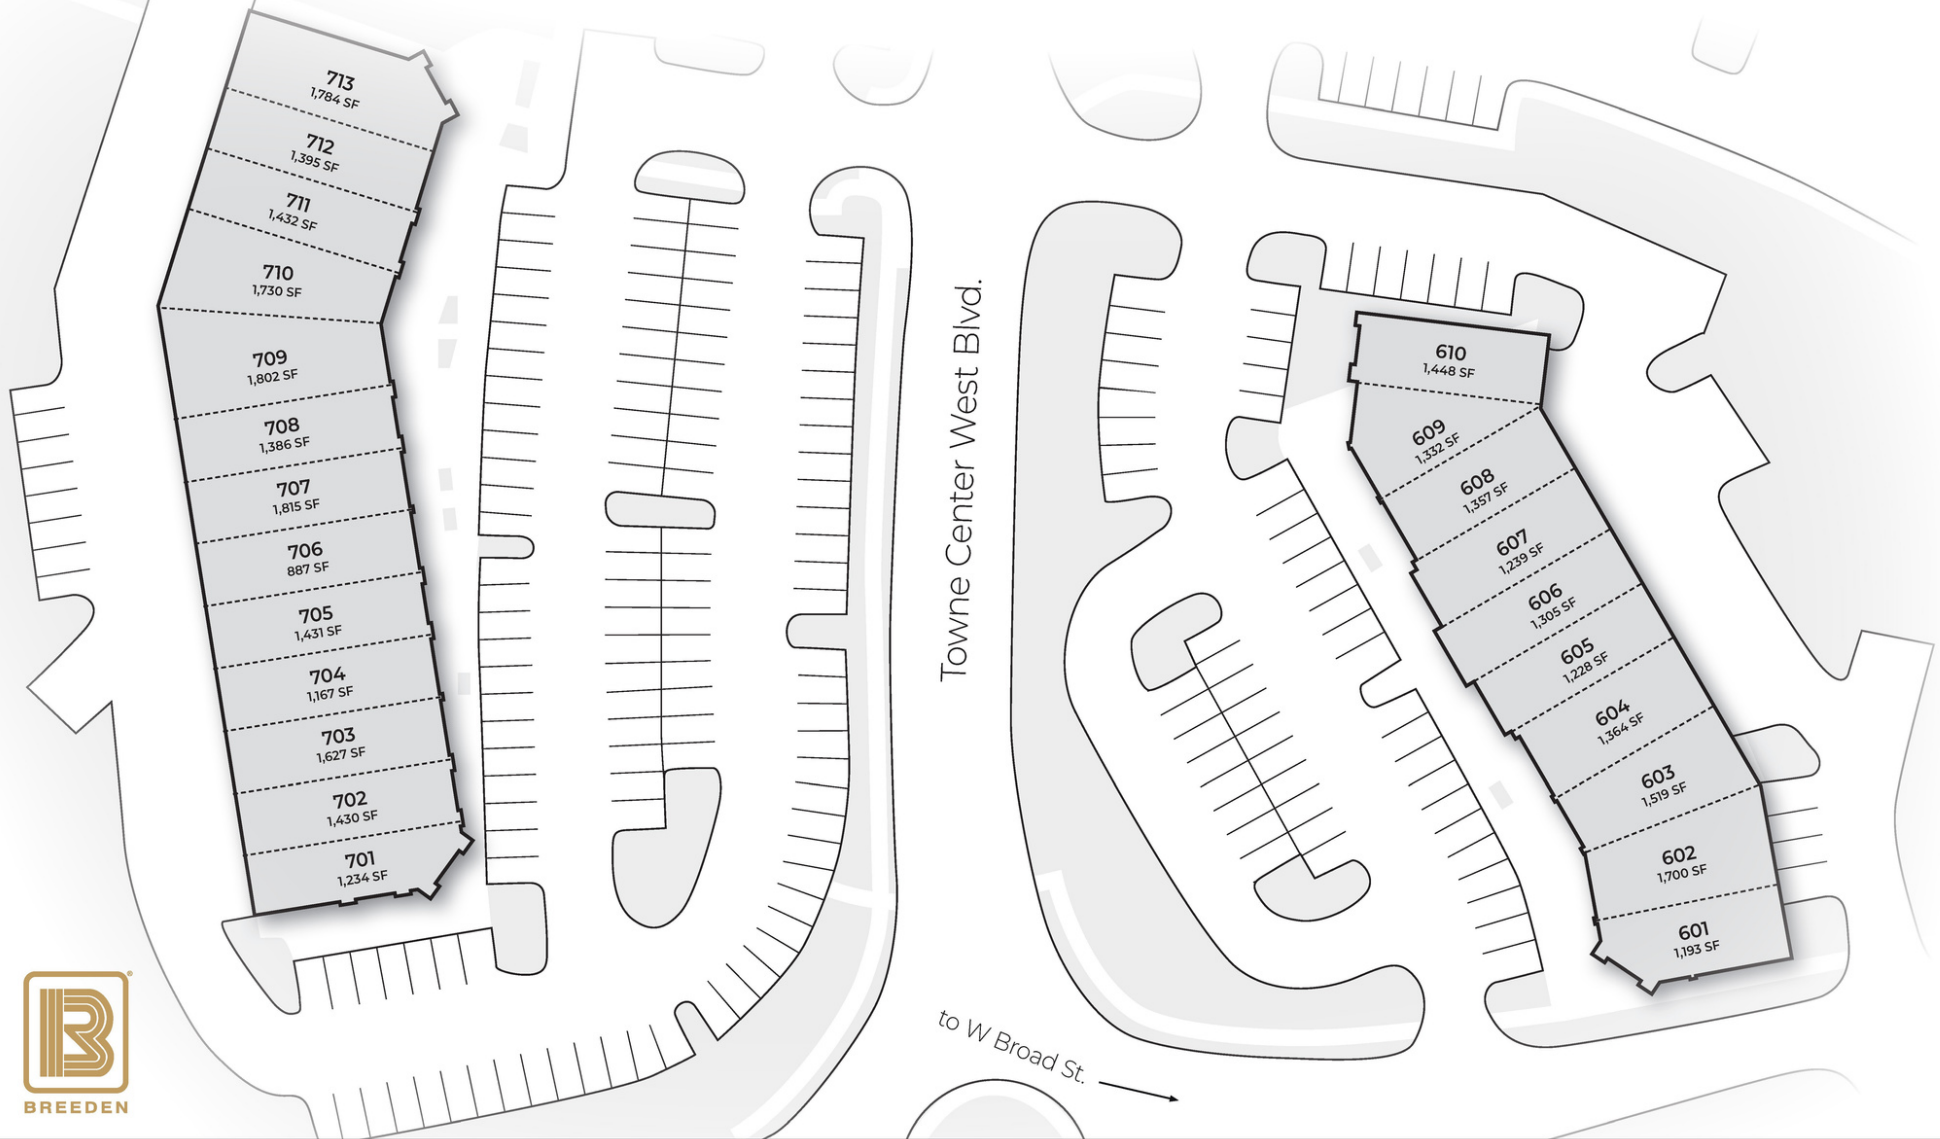 713
1,784 SF
712
1,395 SF
711
1,432 SF
710
1,730 SF
709
1,802 SF
708
1,386 SF
707
1,815 SF
706
887 SF
705
1,431 SF
704
1,167 SF
703
1,627 SF
702
1,430 SF
701
1,234 SF
Towne Center West Blvd.
610
1,448 SF
609
1,332 SF
608
1,357 SF
607
1,239 SF
606
1,305 SF
605
1,228 SF
604
1,364 SF
603
1,519 SF
602
1,700 SF
601
1,193 SF
to W Broad St.
B®
BREEDEN